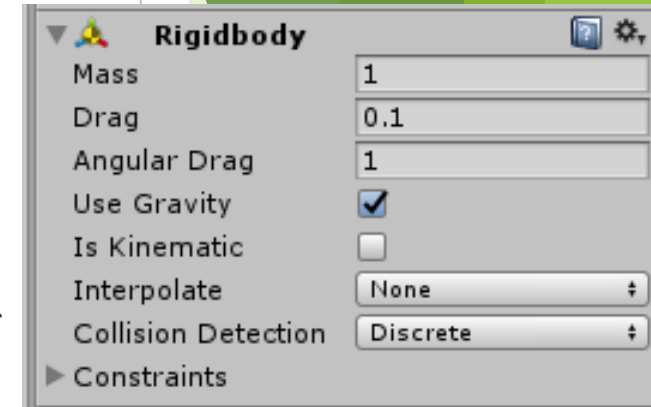 Rigidbody
Mass 1
Drag 0.1
Angular Drag 1
Use Gravity
Is Kinematic
Interpolate None
Collision Detection Discrete
Constraints